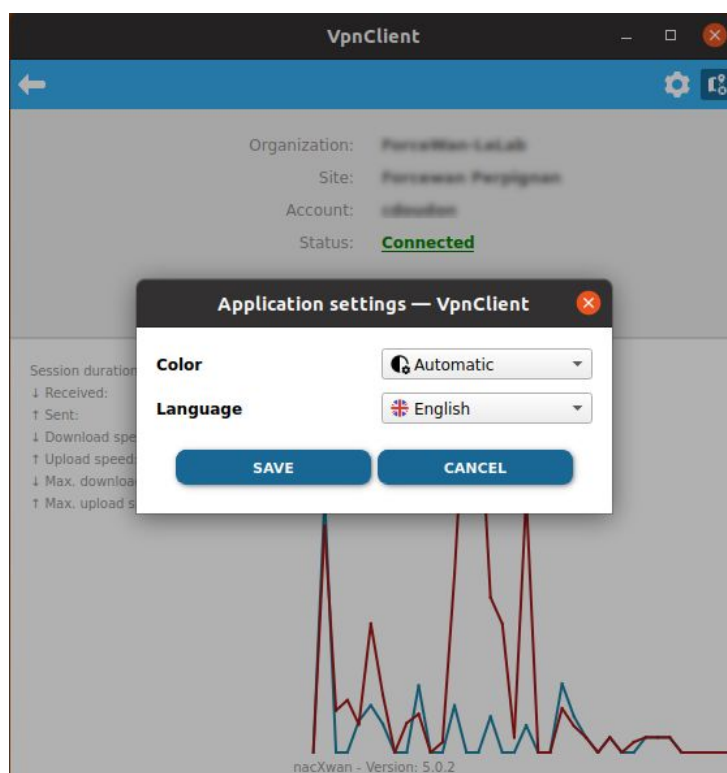 VpnClient
Organization:
Site:
Account:
Status: Connected
Application settings — VpnClient
Color Automatic
Language English
SAVE CANCEL
Session duration
↓ Received:
↑ Sent:
↓ Download spe
↑ Upload speed:
↓ Max. downloa
↑ Max. upload s
nacXwan - Version: 5.0.2